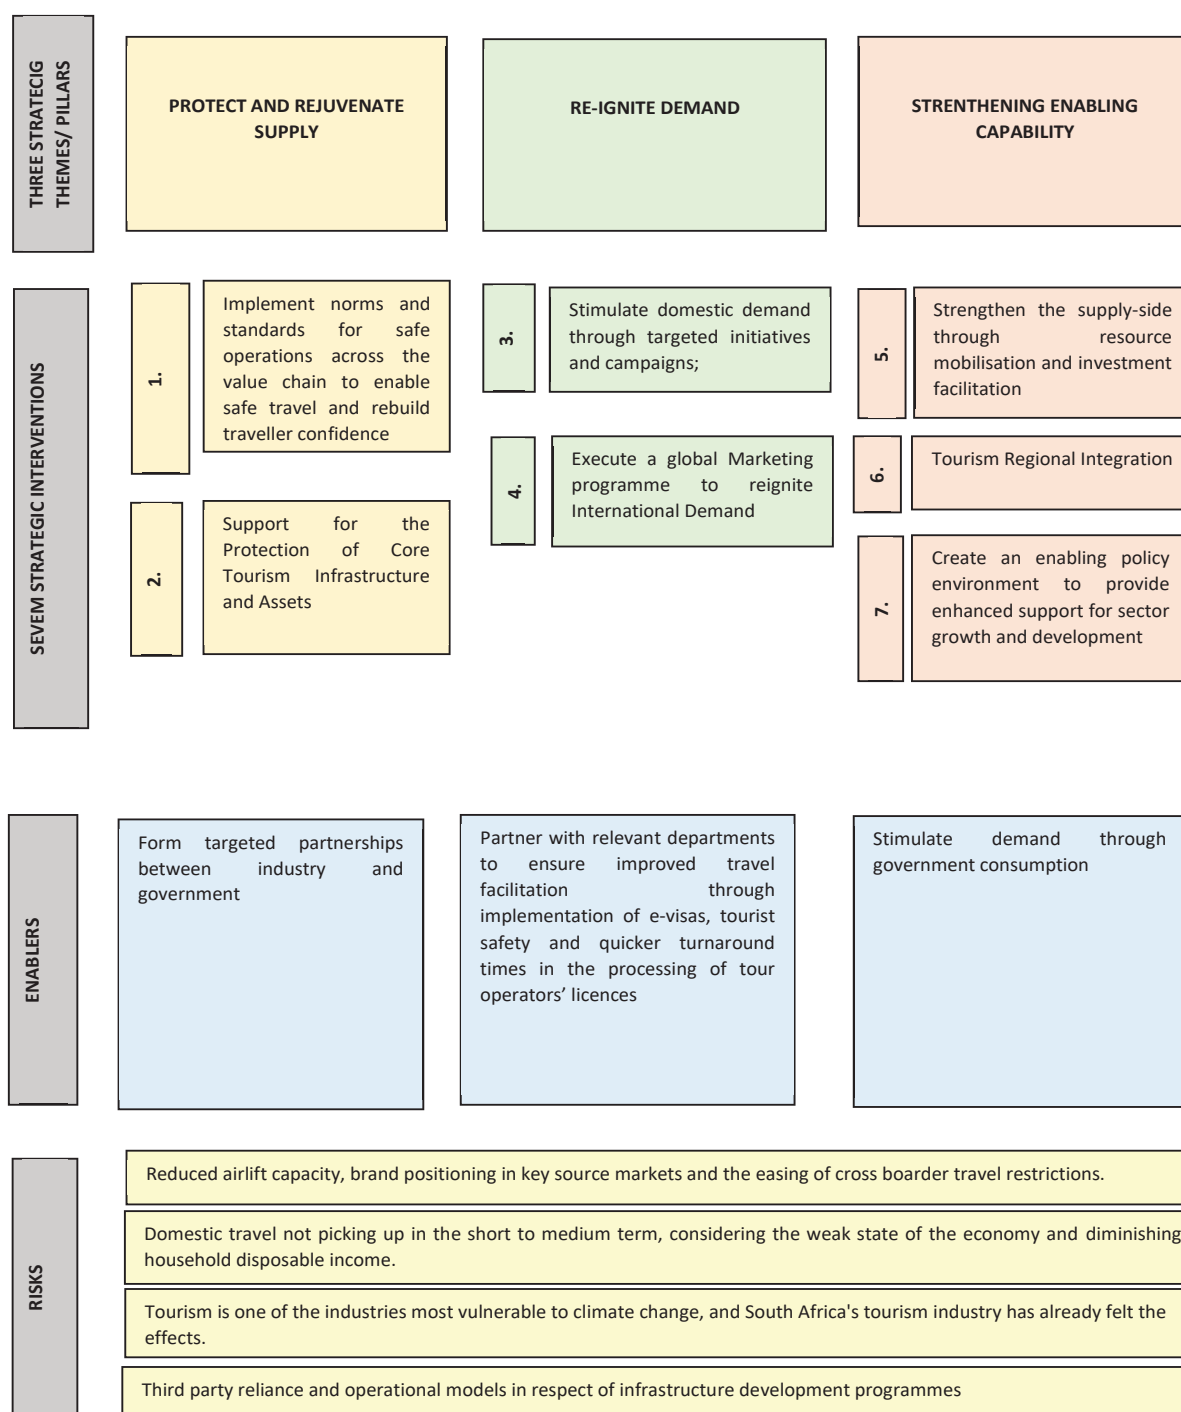 THREE STRATECIG
THEMES/ PILLARS
PROTECT AND REJUVENATE
SUPPLY
RE-IGNITE DEMAND
STRENTHENING ENABLING
CAPABILITY
SEVEM STRATEGIC INTERVENTIONS
1.
Implement norms and
standards for safe
operations across the
value chain to enable
safe travel and rebuild
traveller confidence
2.
Support for the
Protection of Core
Tourism Infrastructure
and Assets
3.
Stimulate domestic demand
through targeted initiatives
and campaigns;
4.
Execute a global Marketing
programme to reignite
International Demand
5.
Strengthen the supply-side
through resource
mobilisation and investment
facilitation
6.
Tourism Regional Integration
7.
Create an enabling policy
environment to provide
enhanced support for sector
growth and development
ENABLERS
Form targeted partnerships
between industry and
government
Partner with relevant departments
to ensure improved travel
facilitation through
implementation of e-visas, tourist
safety and quicker turnaround
times in the processing of tour
operators’ licences
Stimulate demand through
government consumption
RISKS
Reduced airlift capacity, brand positioning in key source markets and the easing of cross boarder travel restrictions.
Domestic travel not picking up in the short to medium term, considering the weak state of the economy and diminishing
household disposable income.
Tourism is one of the industries most vulnerable to climate change, and South Africa's tourism industry has already felt the
effects.
Third party reliance and operational models in respect of infrastructure development programmes